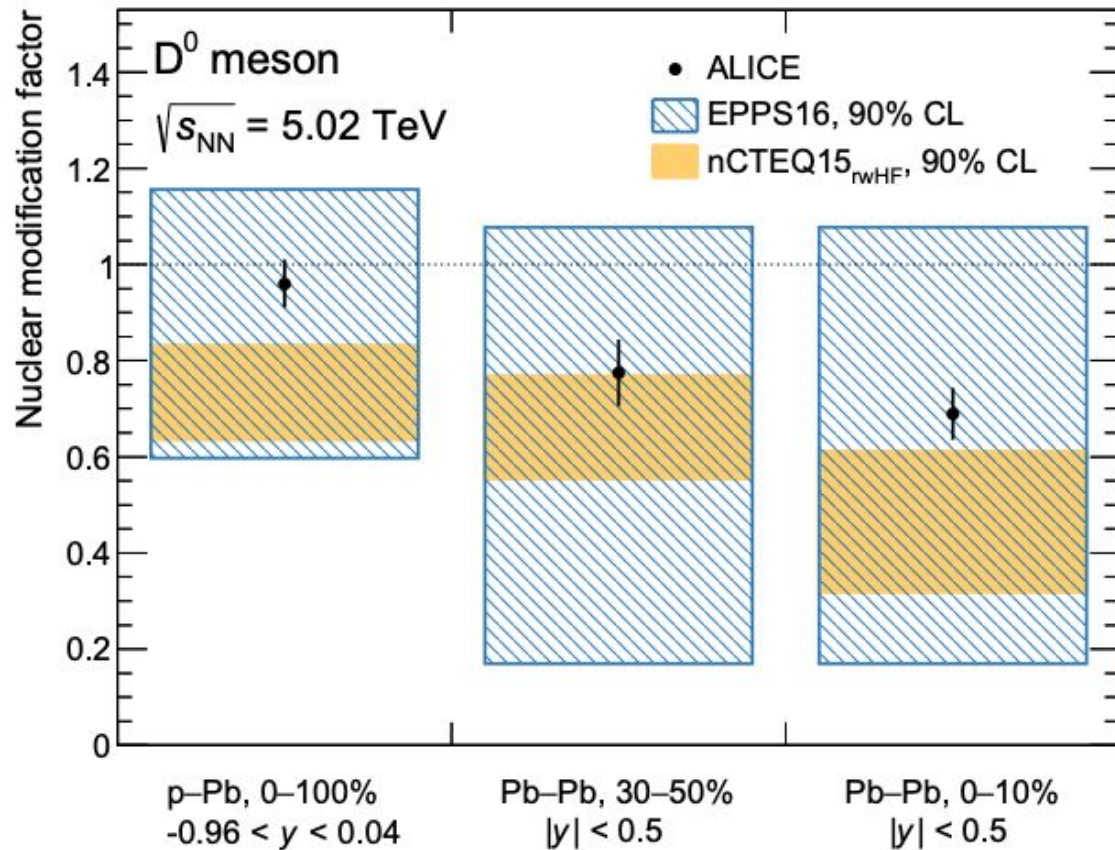 Nuclear modification factor
D⁰ meson
√s_NN = 5.02 TeV
ALICE
EPPS16, 90% CL
nCTEQ15_rwHF, 90% CL
1.4
1.2
1
0.8
0.6
0.4
0.2
0
p–Pb, 0–100%
-0.96 < y < 0.04
Pb–Pb, 30–50%
|y| < 0.5
Pb–Pb, 0–10%
|y| < 0.5